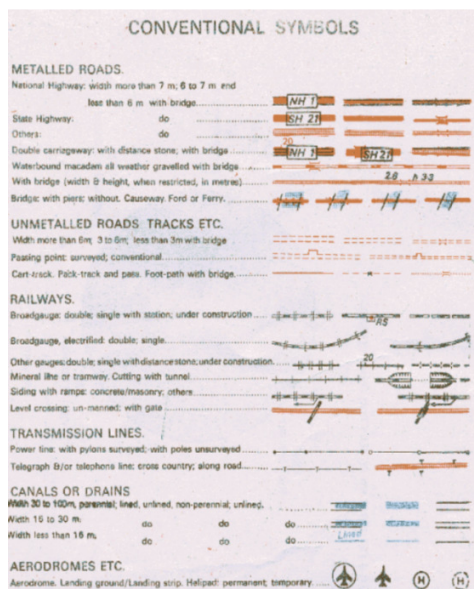 CONVENTIONAL SYMBOLS
METALLED ROADS.
National Highway: width more than 7 m; 6 to 7 m and
less than 6 m with bridge
NH 1
State Highway: do
SH 21
Others: do
20
Double carriageway: with distance stone; with bridge
NH 1
SH 21
Waterbound macadam all weather gravelled with bridge
With bridge (width & height, when restricted, in metres)
2.8 h 3.3
Bridge: with piers: without. Causeway. Ford or Ferry.
UNMETALLED ROADS TRACKS ETC.
Width more than 6m; 3 to 6m; less than 3m with bridge
Passing point: surveyed; conventional
Cart-track. Pack-track and pass. Foot-path with bridge.
RAILWAYS.
Broadgauge: double; single with station; under construction
RS
Broadgauge, electrified: double; single.
Other gauges: double; single with distance stone; under construction.
20
Mineral line or tramway. Cutting with tunnel
Siding with ramps: concrete/masonry; others
Level crossing: un-menned; with gate
TRANSMISSION LINES.
Power line: with pylons surveyed; with poles unsurveyed
Telegraph &/or telephone line; cross country; along road
CANALS OR DRAINS
Width 30 to 100m, perennial; lined, unlined, non-perennial; unlined,
Width 15 to 30 m: do do do
Width less than 15 m, do do do
Lined
AERODROMES ETC.
Aerodrome. Landing ground/Landing strip. Helipad: permanent; temporary.
H
H